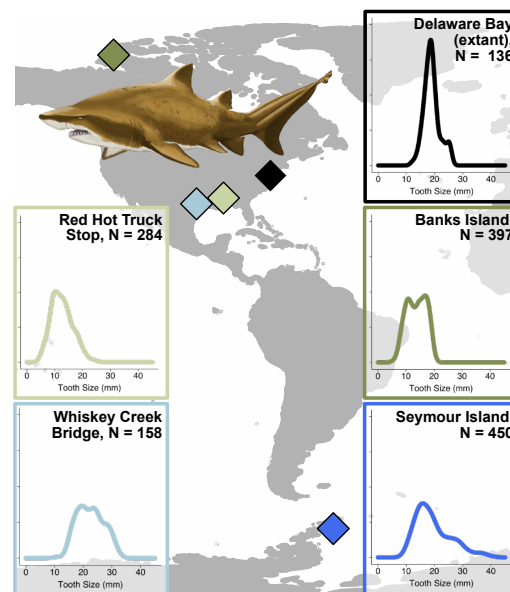 Delaware Bay
(extant),
N = 136
0 10 20 30 40
Tooth Size (mm)
Red Hot Truck
Stop, N = 284
0 10 20 30 40
Tooth Size (mm)
Banks Island,
N = 397
0 10 20 30 40
Tooth Size (mm)
Whiskey Creek
Bridge, N = 158
0 10 20 30 40
Tooth Size (mm)
Seymour Island,
N = 450
0 10 20 30 40
Tooth Size (mm)